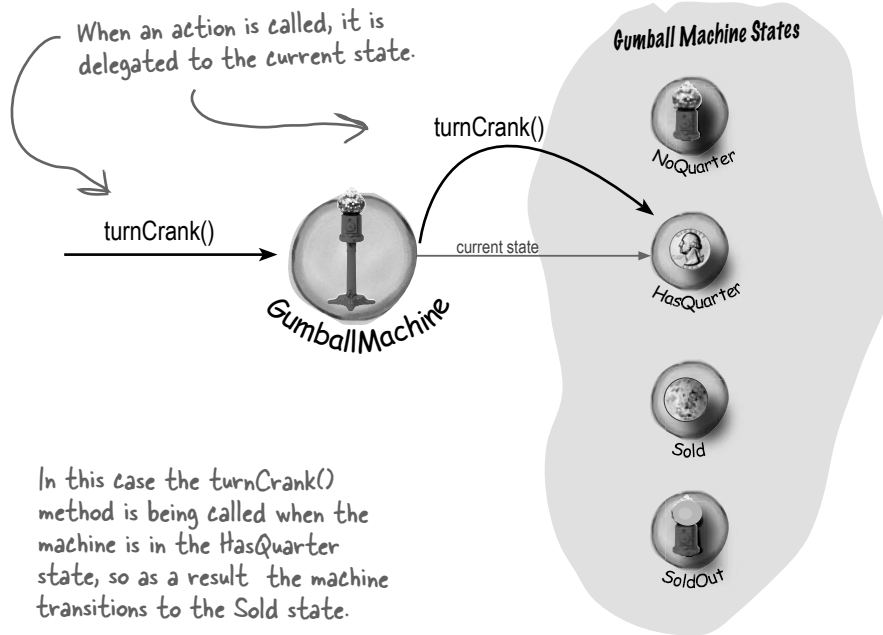 When an action is called, it is
delegated to the current state.
Gumball Machine States
turnCrank()
NoQuarter
turnCrank()
current state
HasQuarter
GumballMachine
Sold
In this case the turnCrank()
method is being called when the
machine is in the HasQuarter
state, so as a result the machine
transitions to the Sold state.
SoldOut